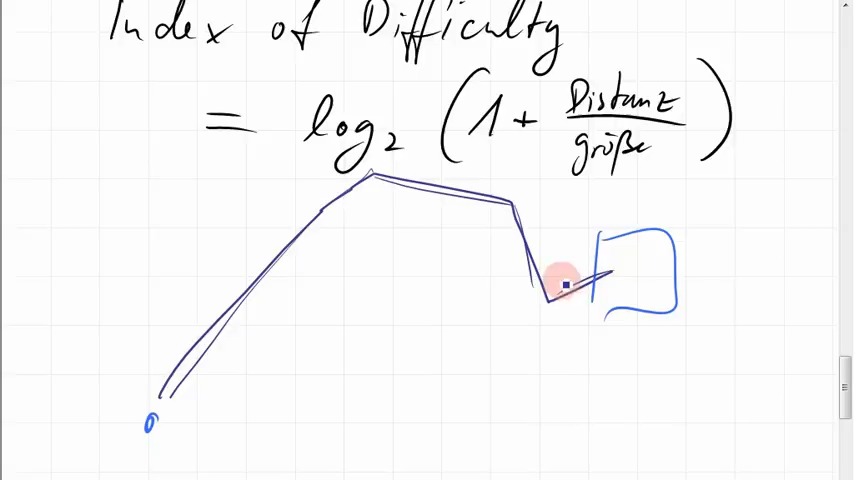 Index of Difficulty
= log₂ (1 + Distanz / größe)
0